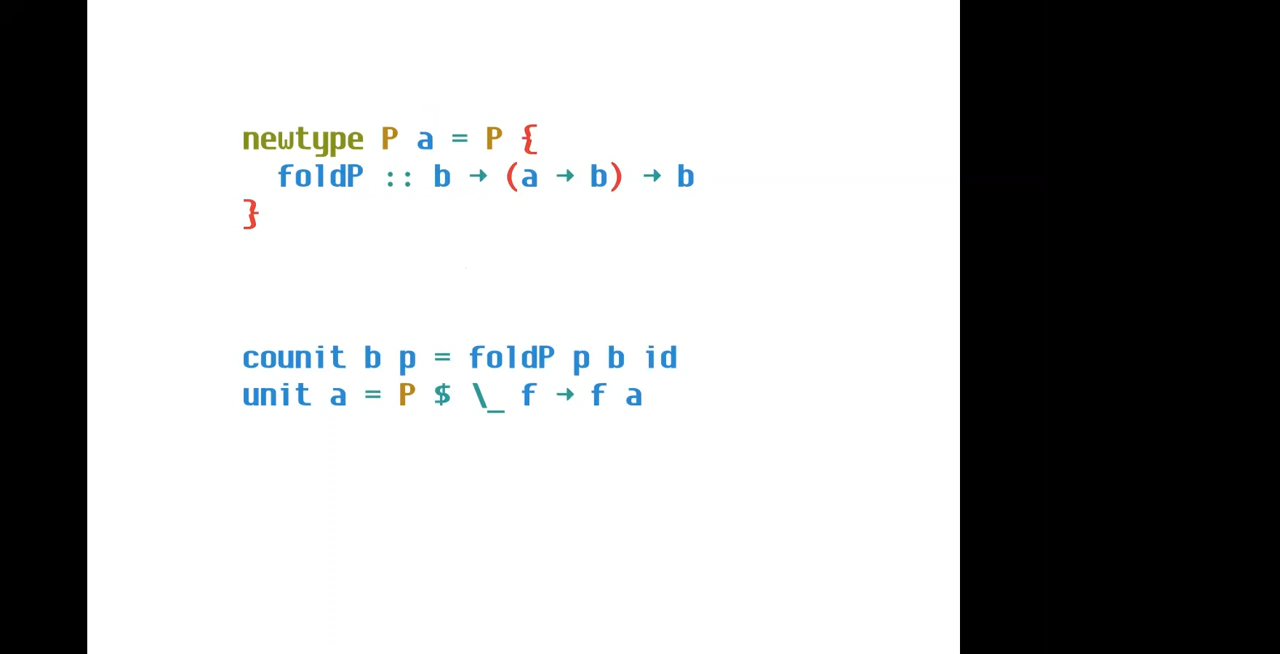 newtype P a = P {
foldP :: b → (a → b) → b
}
counit b p = foldP p b id
unit a = P $ \_ f → f a